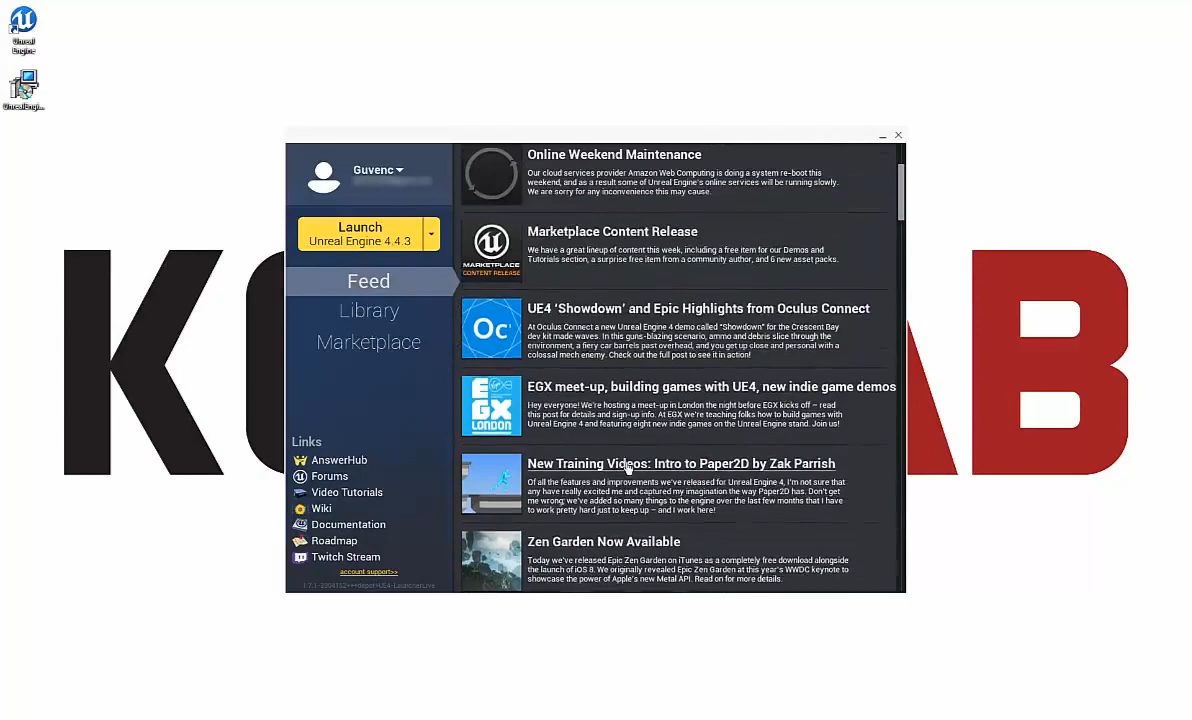 Unreal
Engine
UnrealEngi...
KO
AB
Guvenc
Launch
Unreal Engine 4.4.3
Feed
Library
Marketplace
Links
AnswerHub
Forums
Video Tutorials
Wiki
Documentation
Roadmap
Twitch Stream
account support>>
Online Weekend Maintenance
Our cloud services provider Amazon Web Computing is doing a system re-boot this
weekend, and as a result some of Unreal Engine's online services will be running slowly.
We are sorry for any inconvenience this may cause.
MARKETPLACE
CONTENT RELEASE
Marketplace Content Release
We have a great lineup of content this week, including a free item for our Demos and
Tutorials section, a surprise free item from a community author, and 6 new asset packs.
Oc
UE4 ‘Showdown’ and Epic Highlights from Oculus Connect
At Oculus Connect a new Unreal Engine 4 demo called "Showdown" for the Crescent Bay
dev kit made waves. In this guns-blazing scenario, ammo and debris slice through the
environment, a fiery car barrels past overhead, and you get up close and personal with a
colossal mech enemy. Check out the full post to see it in action!
EGX
LONDON
EGX meet-up, building games with UE4, new indie game demos
Hey everyone! We're hosting a meet-up in London the night before EGX kicks off – read
this post for details and sign-up info. At EGX we're teaching folks how to build games with
Unreal Engine 4 and featuring eight new indie games on the Unreal Engine stand. Join us!
New Training Videos: Intro to Paper2D by Zak Parrish
Of all the features and improvements we've released for Unreal Engine 4, I'm not sure that
any have really excited me and captured my imagination the way Paper2D has. Don't get
me wrong; we've added so many things to the engine over the last few months that I have
to work pretty hard just to keep up – and I work here!
Zen Garden Now Available
Today we've released Epic Zen Garden on iTunes as a completely free download alongside
the launch of iOS 8. We originally revealed Epic Zen Garden at this year's WWDC keynote to
showcase the power of Apple's new Metal API. Read on for more details.